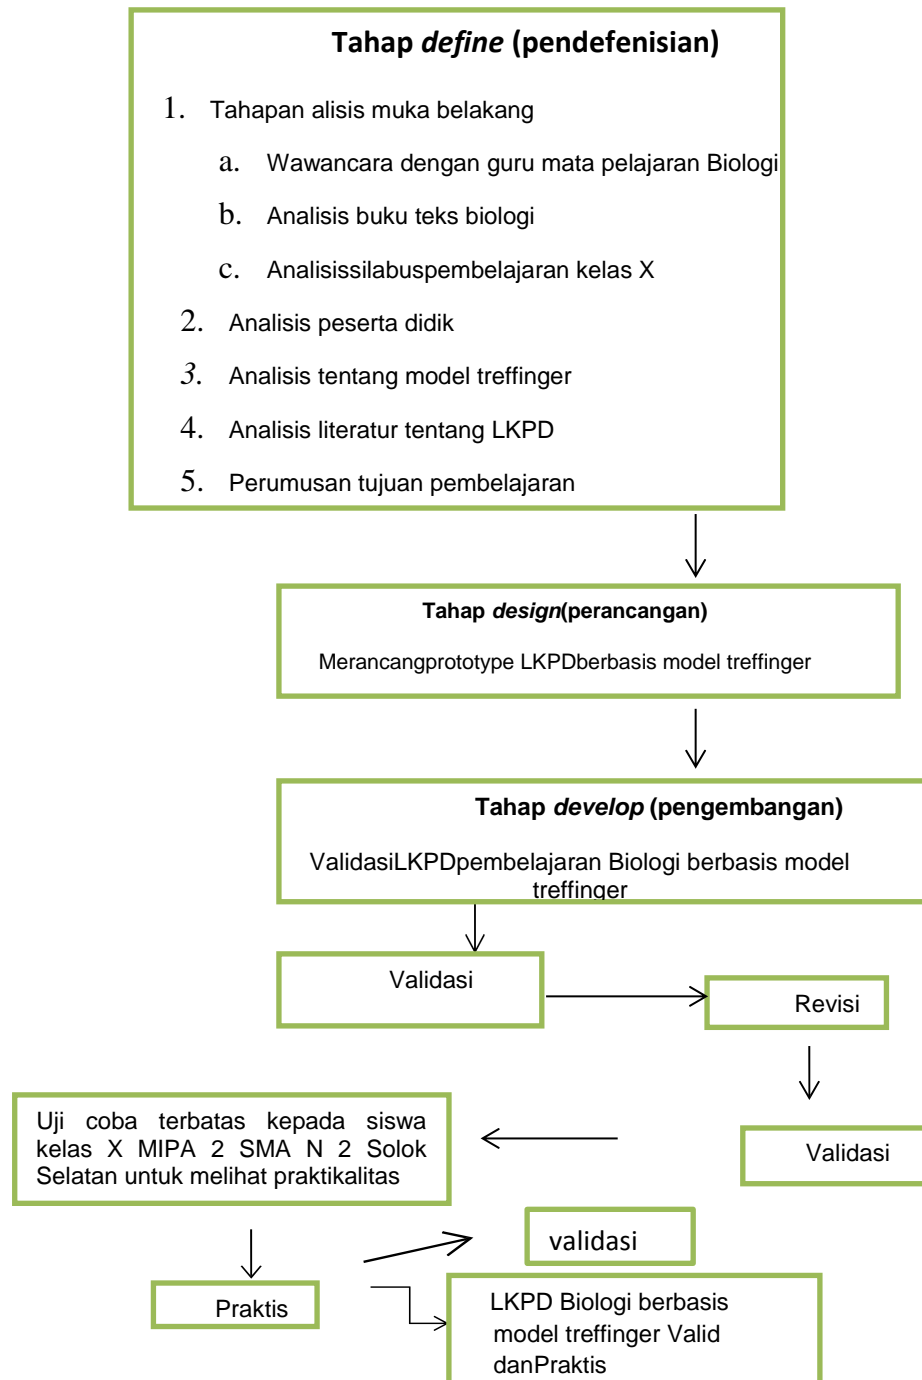 Tahap define (pendefenisian)
1. Tahapan alisis muka belakang
a. Wawancara dengan guru mata pelajaran Biologi
b. Analisis buku teks biologi
c. Analisissilabuspembelajaran kelas X
2. Analisis peserta didik
3. Analisis tentang model treffinger
4. Analisis literatur tentang LKPD
5. Perumusan tujuan pembelajaran
Tahap design(perancangan)
Merancangprototype LKPDberbasis model treffinger
Tahap develop (pengembangan)
ValidasiLKPDpembelajaran Biologi berbasis model
treffinger
Validasi
Revisi
Validasi
Uji coba terbatas kepada siswa
kelas X MIPA 2 SMA N 2 Solok
Selatan untuk melihat praktikalitas
validasi
Praktis
LKPD Biologi berbasis
model treffinger Valid
danPraktis